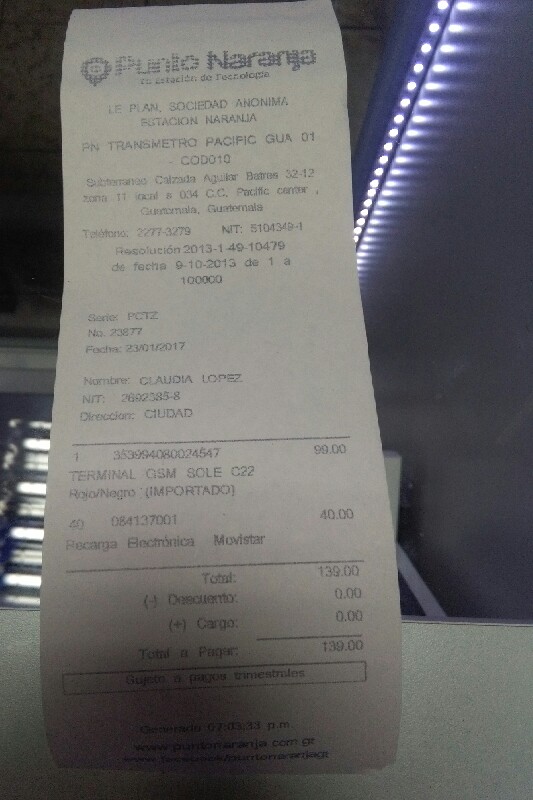 Punto Naranja
tu Estación de Tecnología
LE PLAN, SOCIEDAD ANONIMA
ESTACION NARANJA
PN TRANSMETRO PACIFIC GUA 01
- COD010
Subterraneo Calzada Aguilar Batres 32-12
zona 11 local a 034 C.C. Pacific center ,
Guatemala, Guatemala
Teléfono: 2277-3279 NIT: 5104349-1
Resolución 2013-1-49-10479
de fecha 9-10-2013 de 1 a
100000
Serie: PCTZ
No. 23877
Fecha: 23/01/2017
Nombre: CLAUDIA LOPEZ
NIT: 2692385-8
Direccion: CIUDAD
1 353994080024547 99.00
TERMINAL GSM SOLE C22
Rojo/Negro (IMPORTADO)
40 084137001 40.00
Recarga Electrónica Movistar
Total: 139.00
(-) Descuento: 0.00
(+) Cargo: 0.00
Total a Pagar: 139.00
Sujeto a pagos trimestrales
Generado 07:03:33 p.m.
www.puntonaranja.com.gt
www.facebook/puntonaranjagt